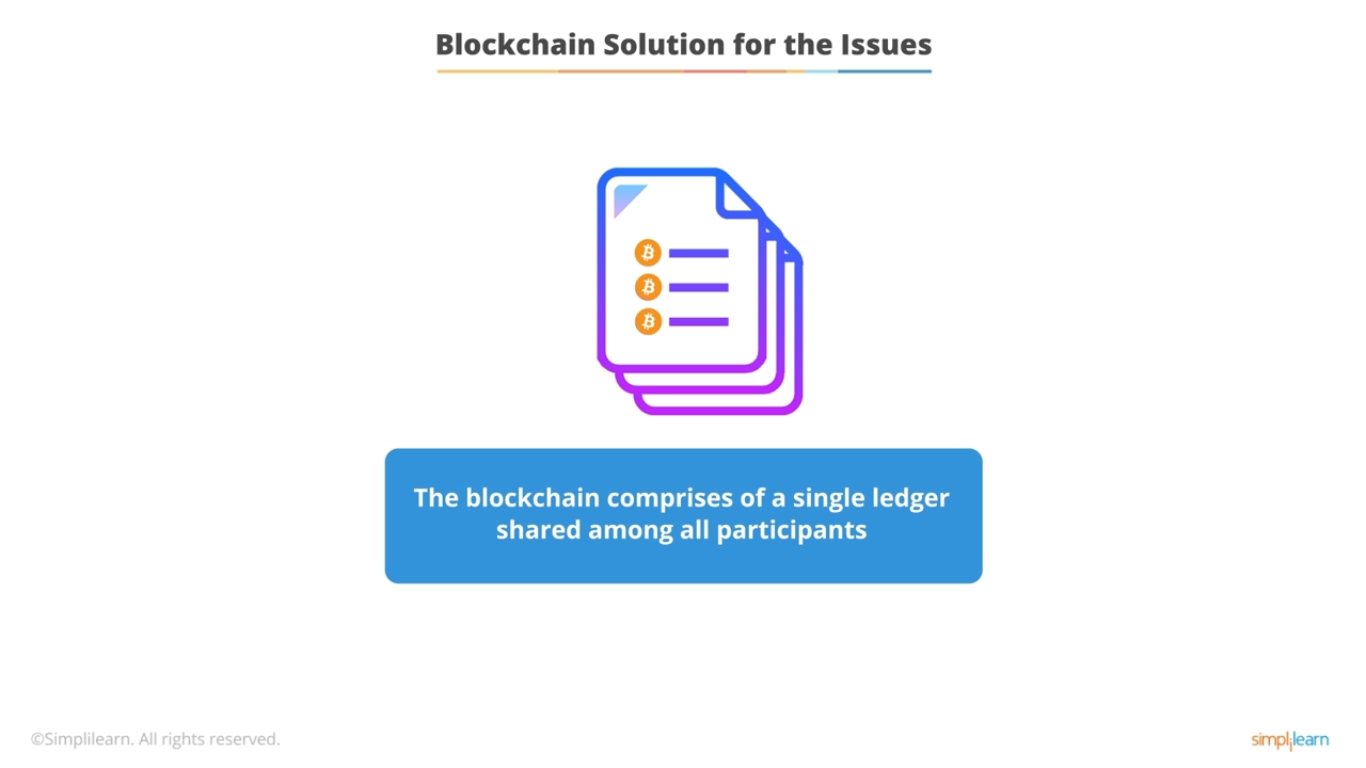 Blockchain Solution for the Issues
The blockchain comprises of a single ledger
shared among all participants
©Simplilearn. All rights reserved.
simplilearn